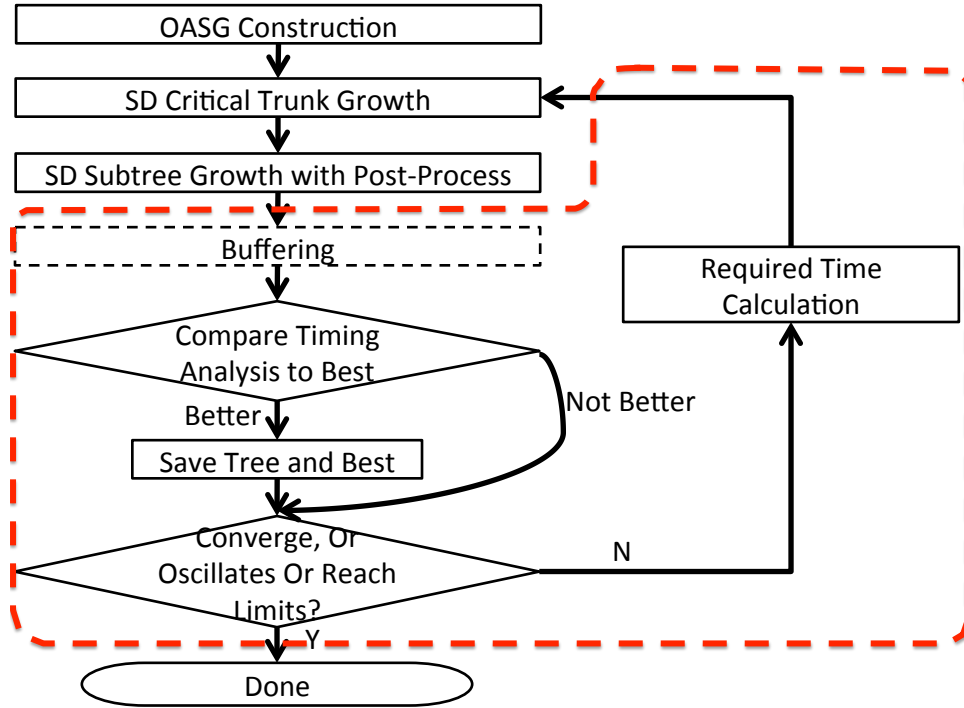 OASG Construction
SD Critical Trunk Growth
SD Subtree Growth with Post-Process
Buffering
Required Time
Calculation
Compare Timing
Analysis to Best
Not Better
Better
Save Tree and Best
Converge, Or
Oscillates Or Reach
Limits?
N
Y
Done